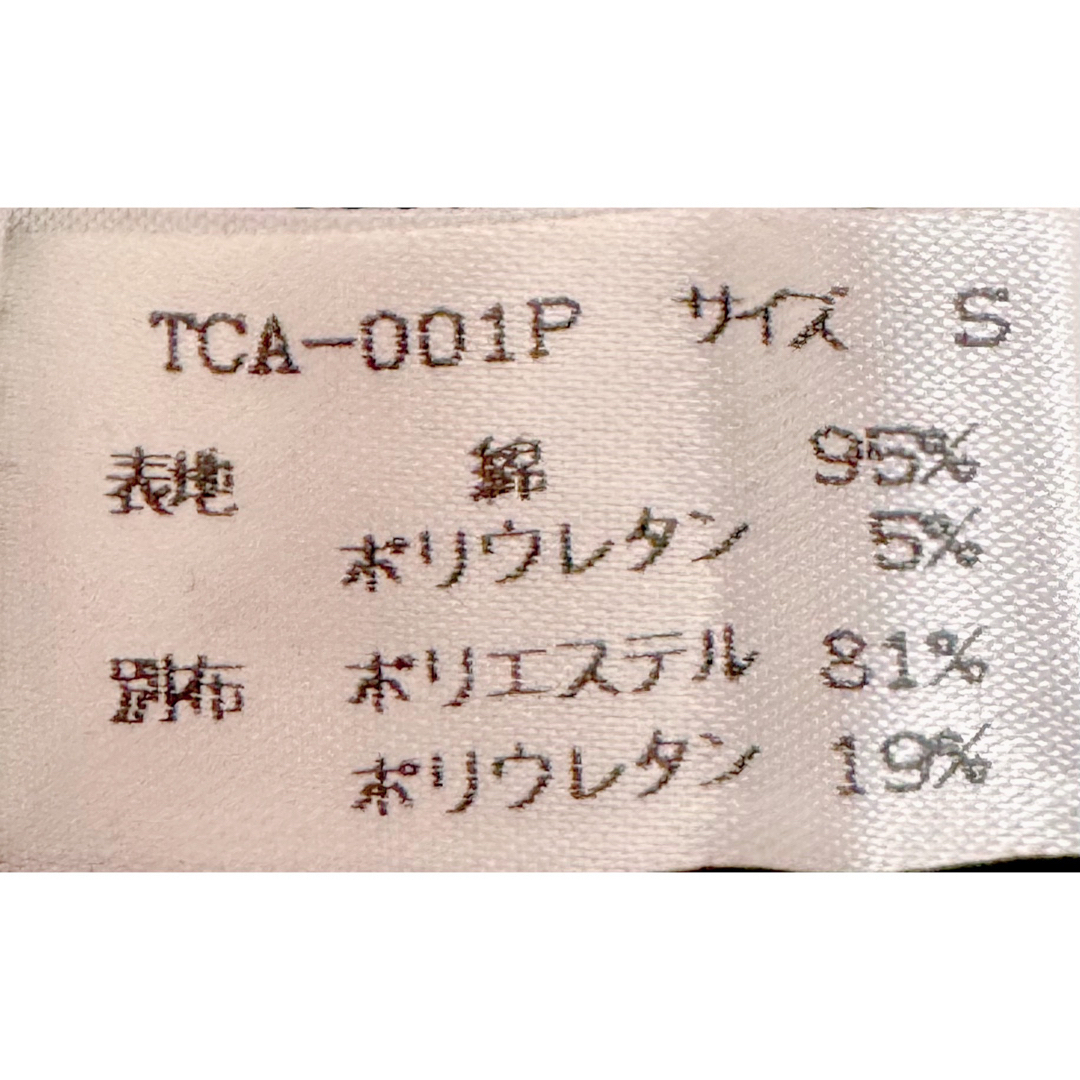 TCA-001P サイズ S
表地 綿 95%
ポリウレタン 5%
別布 ポリエステル 81%
ポリウレタン 19%